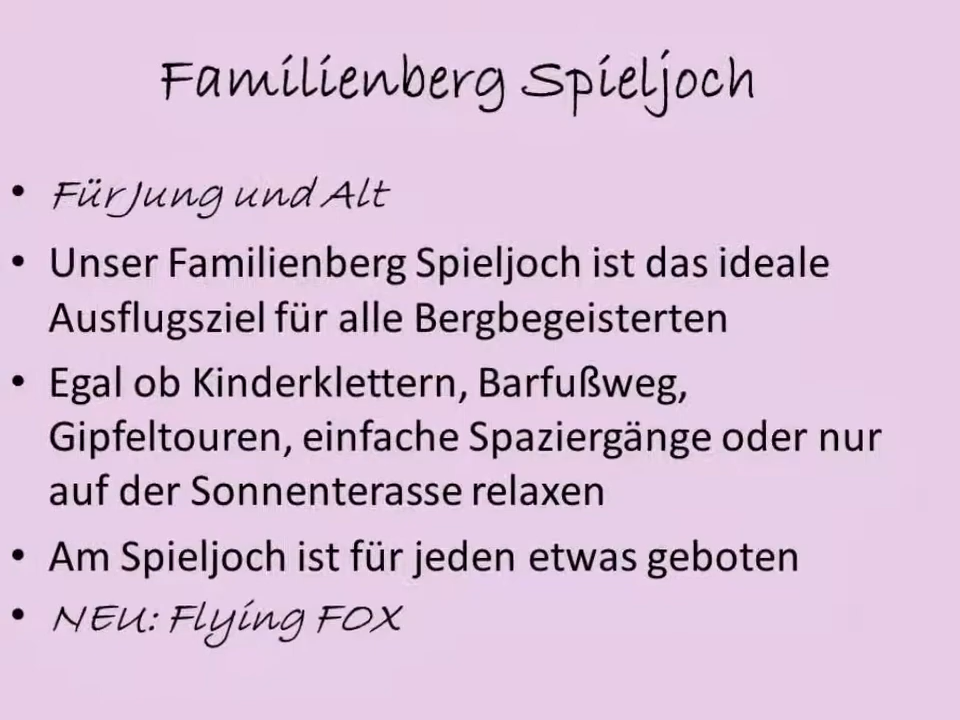 Familienberg Spieljoch
• Für Jung und Alt
• Unser Familienberg Spieljoch ist das ideale
Ausflugsziel für alle Bergbegeisterten
• Egal ob Kinderklettern, Barfußweg,
Gipfeltouren, einfache Spaziergänge oder nur
auf der Sonnenterasse relaxen
• Am Spieljoch ist für jeden etwas geboten
• NEU: Flying FOX